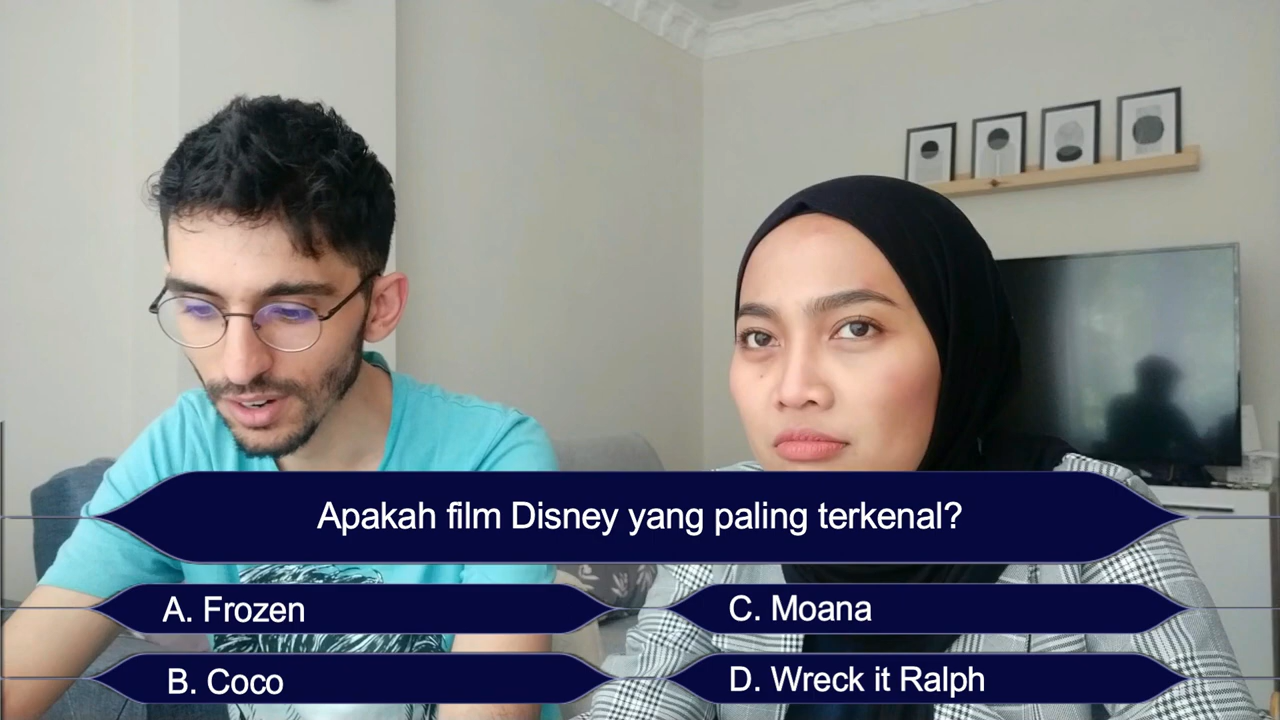 Apakah film Disney yang paling terkenal?
A. Frozen
C. Moana
B. Coco
D. Wreck it Ralph